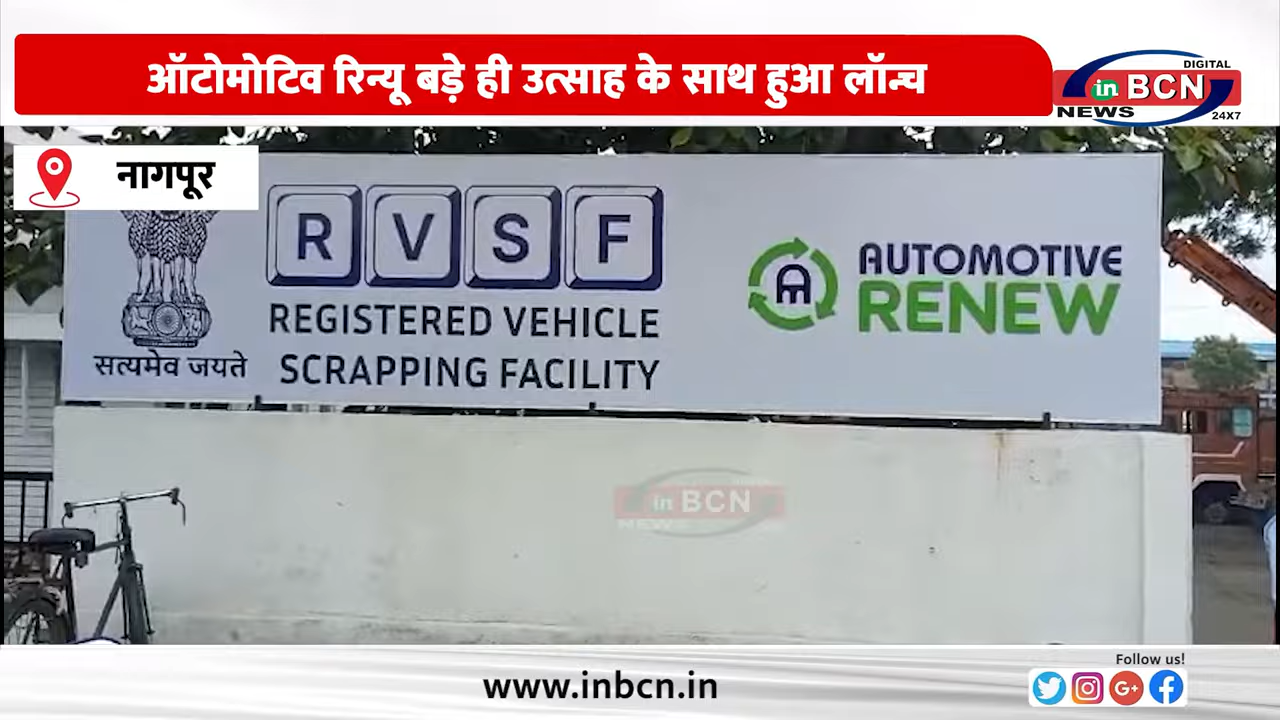 ऑटोमोटिव रिन्यू बड़े ही उत्साह के साथ हुआ लॉन्च
DIGITAL
in BCN
NEWS
24X7
नागपूर
R V S F
REGISTERED VEHICLE
SCRAPPING FACILITY
सत्यमेव जयते
A
AUTOMOTIVE
RENEW
in BCN
NEWS
Follow us!
www.inbcn.in